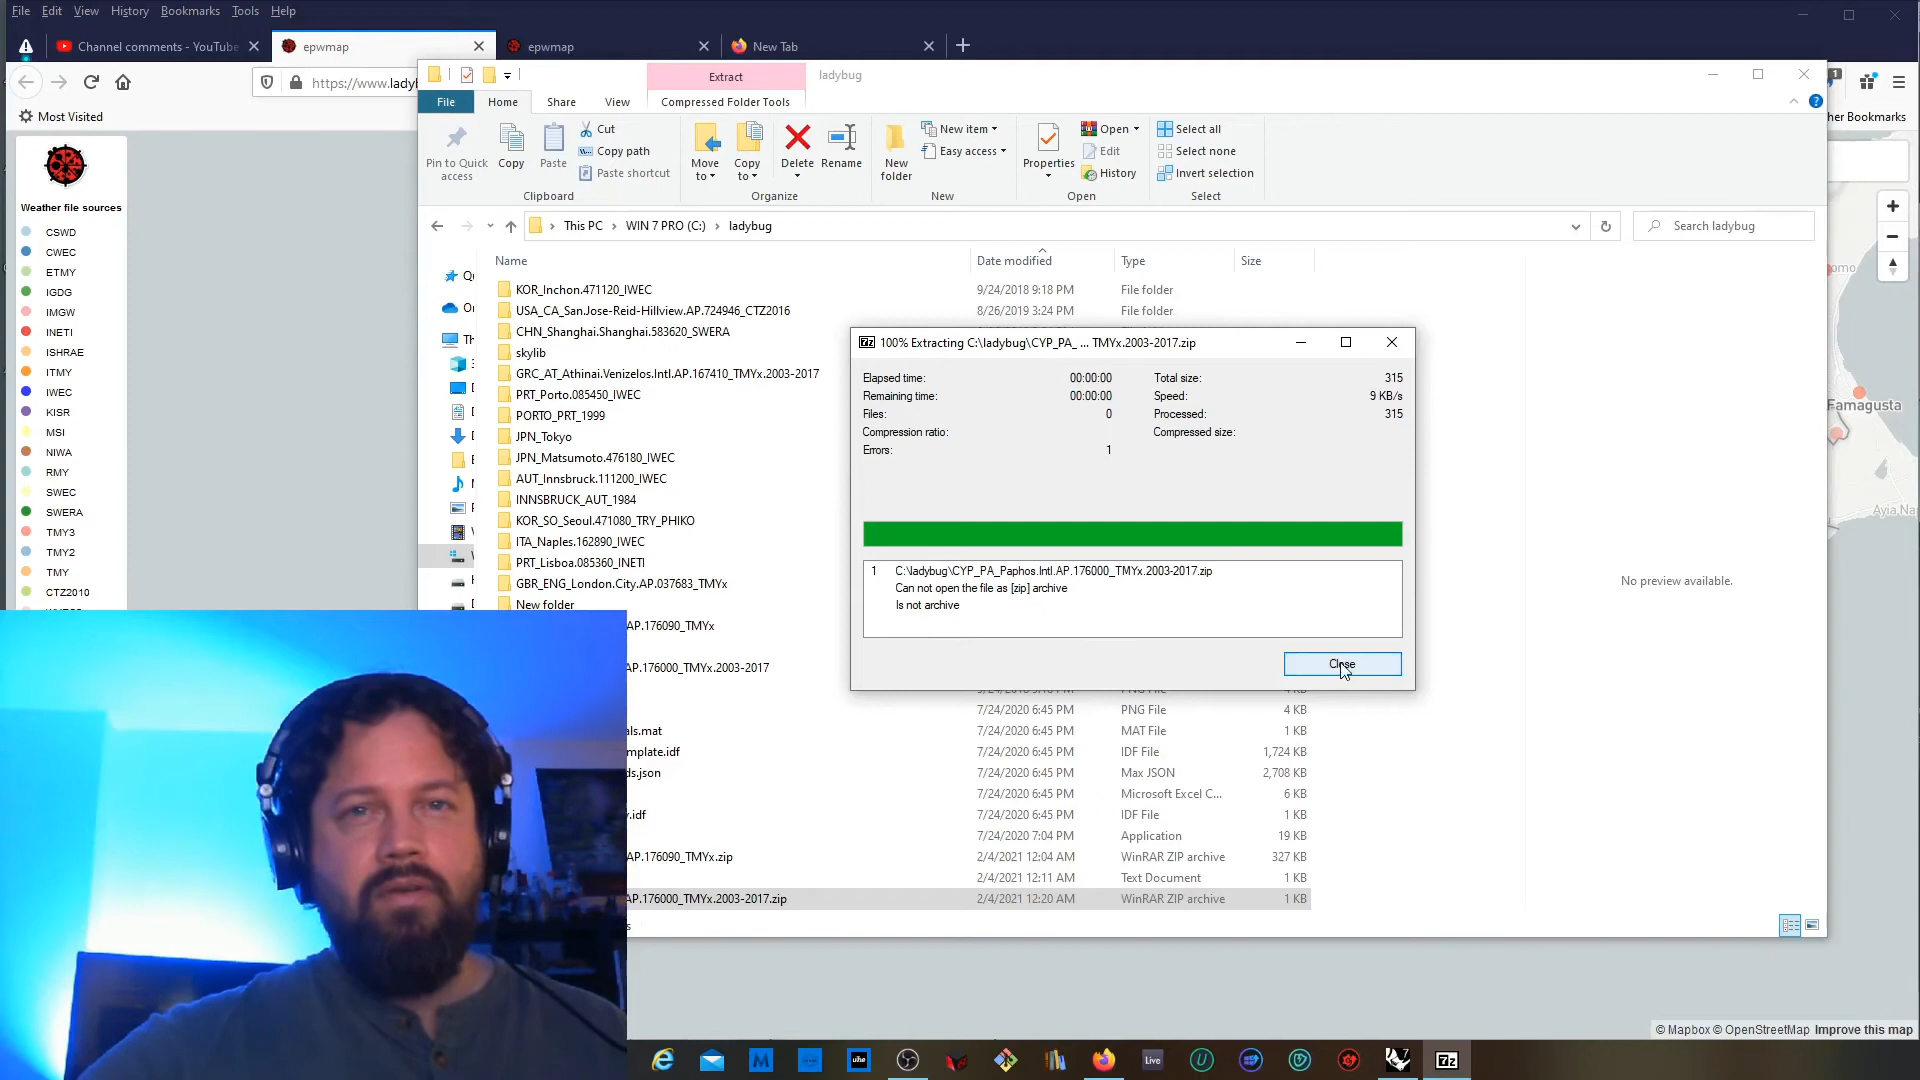 File Edit View History Bookmarks Tools Help
Channel comments - YouTube
epwmap
epwmap
New Tab
https://www.lady
Most Visited
her Bookmarks
Extract
ladybug
File Home Share View Compressed Folder Tools
Pin to Quick access
Copy
Paste
Cut
Copy path
Paste shortcut
Clipboard
Move to
Copy to
Delete
Rename
Organize
New folder
New item
Easy access
New
Properties
Open
Edit
History
Open
Select all
Select none
Invert selection
Select
This PC > WIN 7 PRO (C:) > ladybug
Search ladybug
Name Date modified Type Size
KOR_Inchon.471120_IWEC 9/24/2018 9:18 PM File folder
USA_CA_San.Jose-Reid-Hillview.AP.724946_CTZ2016 8/26/2019 3:24 PM File folder
CHN_Shanghai.Shanghai.583620_SWERA
skylib
GRC_AT_Athinai.Venizelos.Intl.AP.167410_TMYx.2003-2017
PRT_Porto.085450_IWEC
PORTO_PRT_1999
JPN_Tokyo
JPN_Matsumoto.476180_IWEC
AUT_Innsbruck.111200_IWEC
INNSBRUCK_AUT_1984
KOR_SO_Seoul.471080_TRY_PHIKO
ITA_Naples.162890_IWEC
PRT_Lisboa.085360_INETI
GBR_ENG_London.City.AP.037683_TMYx
New folder
AP.176090_TMYx
AP.176000_TMYx.2003-2017
7/24/2020 6:45 PM PNG File 4 KB
als.mat 7/24/2020 6:45 PM MAT File 1 KB
mplate.idf 7/24/2020 6:45 PM IDF File 1,724 KB
ds.json 7/24/2020 6:45 PM Max JSON 2,708 KB
7/24/2020 6:45 PM Microsoft Excel C... 6 KB
y.idf 7/24/2020 6:45 PM IDF File 1 KB
7/24/2020 7:04 PM Application 19 KB
AP.176090_TMYx.zip 2/4/2021 12:04 AM WinRAR ZIP archive 327 KB
2/4/2021 12:11 AM Text Document 1 KB
AP.176000_TMYx.2003-2017.zip 2/4/2021 12:20 AM WinRAR ZIP archive 1 KB
No preview available.
100% Extracting C:\ladybug\CYP_PA_ ... TMYx.2003-2017.zip
Elapsed time: 00:00:00 Total size: 315
Remaining time: 00:00:00 Speed: 9 KB/s
Files: 0 Processed: 315
Compression ratio: Compressed size:
Errors: 1
1 C:\ladybug\CYP_PA_Paphos.Intl.AP.176000_TMYx.2003-2017.zip
Can not open the file as [zip] archive
Is not archive
Close
Weather file sources
CSWD
CWEC
ETMY
IGDG
IMGW
INETI
ISHRAE
ITMY
IWEC
KISR
MSI
NIWA
RMY
SWEC
SWERA
TMY3
TMY2
TMY
CTZ2010
Famagusta
Ayia Na
© Mapbox © OpenStreetMap Improve this map
Live
7z